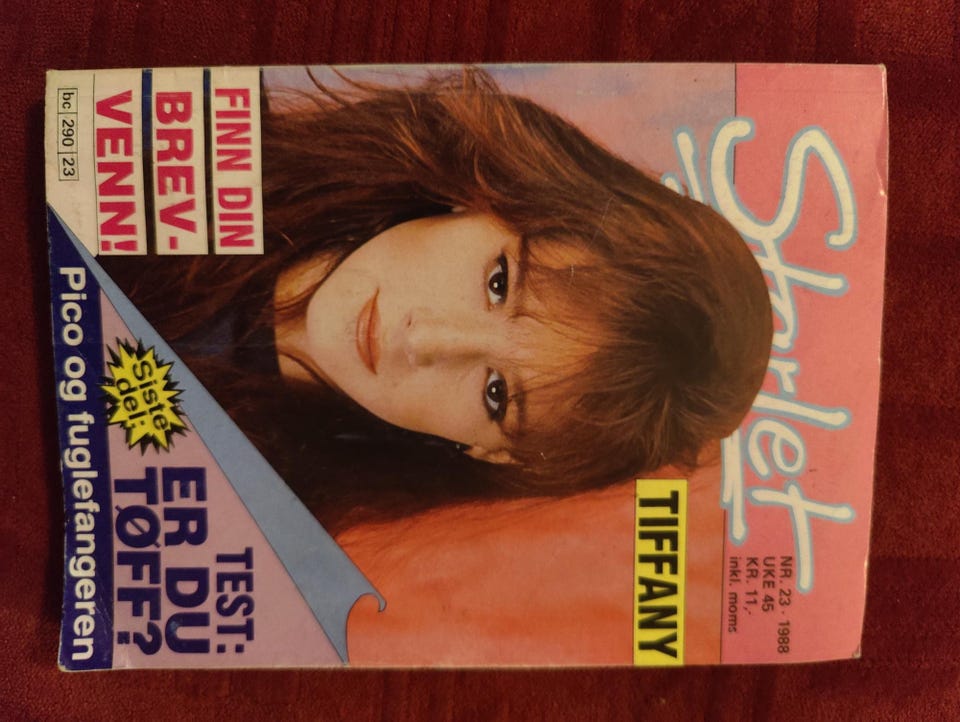 Starlet
NR. 23 - 1988
UKE 45
KR. 11,-
inkl. moms
TIFFANY
FINN DIN
BREV-
VENN!
bc 290 23
TEST:
ER DU
TØFF?
Siste
del:
Pico og fuglefangeren